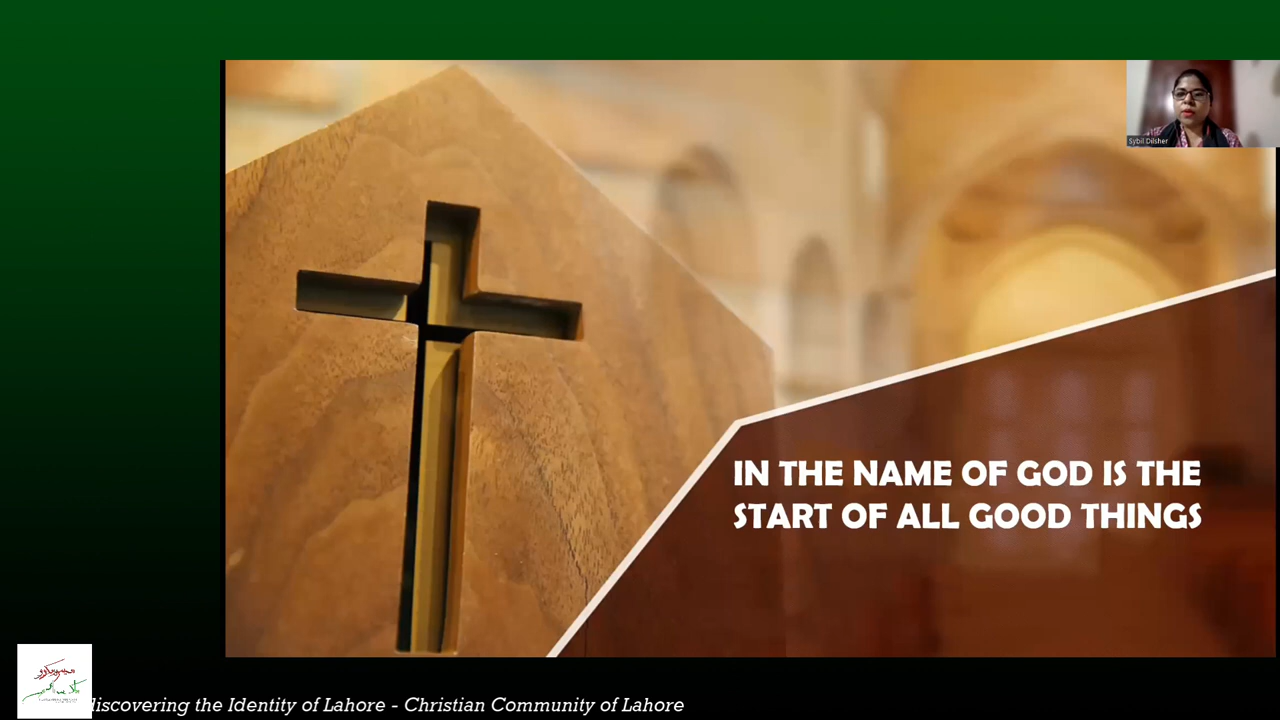 Sybil Dilsher
IN THE NAME OF GOD IS THE
START OF ALL GOOD THINGS
discovering the Identity of Lahore - Christian Community of Lahore